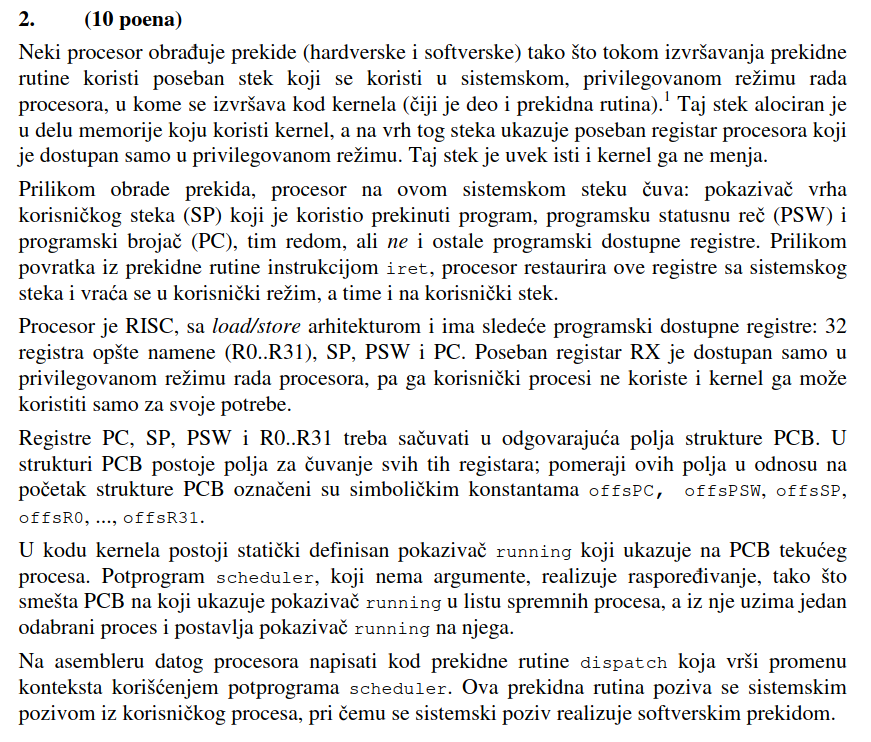 2. (10 poena)
Neki procesor obrađuje prekide (hardverske i softverske) tako što tokom izvršavanja prekidne
rutine koristi poseban stek koji se koristi u sistemskom, privilegovanom režimu rada
procesora, u kome se izvršava kod kernela (čiji je deo i prekidna rutina).1 Taj stek alociran je
u delu memorije koju koristi kernel, a na vrh tog steka ukazuje poseban registar procesora koji
je dostupan samo u privilegovanom režimu. Taj stek je uvek isti i kernel ga ne menja.
Prilikom obrade prekida, procesor na ovom sistemskom steku čuva: pokazivač vrha
korisničkog steka (SP) koji je koristio prekinuti program, programsku statusnu reč (PSW) i
programski brojač (PC), tim redom, ali ne i ostale programski dostupne registre. Prilikom
povratka iz prekidne rutine instrukcijom iret, procesor restaurira ove registre sa sistemskog
steka i vraća se u korisnički režim, a time i na korisnički stek.
Procesor je RISC, sa load/store arhitekturom i ima sledeće programski dostupne registre: 32
registra opšte namene (R0..R31), SP, PSW i PC. Poseban registar RX je dostupan samo u
privilegovanom režimu rada procesora, pa ga korisnički procesi ne koriste i kernel ga može
koristiti samo za svoje potrebe.
Registre PC, SP, PSW i R0..R31 treba sačuvati u odgovarajuća polja strukture PCB. U
strukturi PCB postoje polja za čuvanje svih tih registara; pomeraji ovih polja u odnosu na
početak strukture PCB označeni su simboličkim konstantama offsPC, offsPSW, offsSP,
offsR0, ..., offsR31.
U kodu kernela postoji statički definisan pokazivač running koji ukazuje na PCB tekućeg
procesa. Potprogram scheduler, koji nema argumente, realizuje raspoređivanje, tako što
smešta PCB na koji ukazuje pokazivač running u listu spremnih procesa, a iz nje uzima jedan
odabrani proces i postavlja pokazivač running na njega.
Na asembleru datog procesora napisati kod prekidne rutine dispatch koja vrši promenu
konteksta korišćenjem potprograma scheduler. Ova prekidna rutina poziva se sistemskim
pozivom iz korisničkog procesa, pri čemu se sistemski poziv realizuje softverskim prekidom.